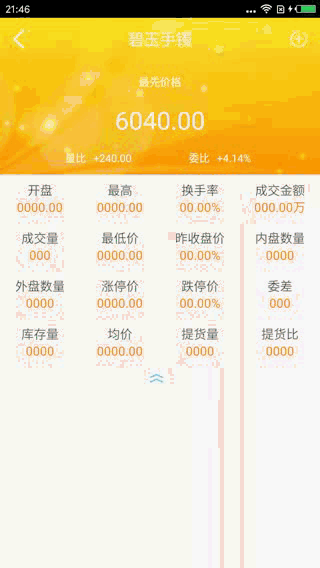 21:46
碧玉手镯
最先价格
6040.00
量比 +240.00 委比 +4.14%
开盘 最高 换手率 成交金额
0000.00 0000.00 00.00% 000.00万
成交量 最低价 昨收盘价 内盘数量
000 0000.00 00.00% 0000
外盘数量 涨停价 跌停价 委差
0000 0000.00 00.00% 000
库存量 均价 提货量 提货比
0000 0000.00 0000 0000